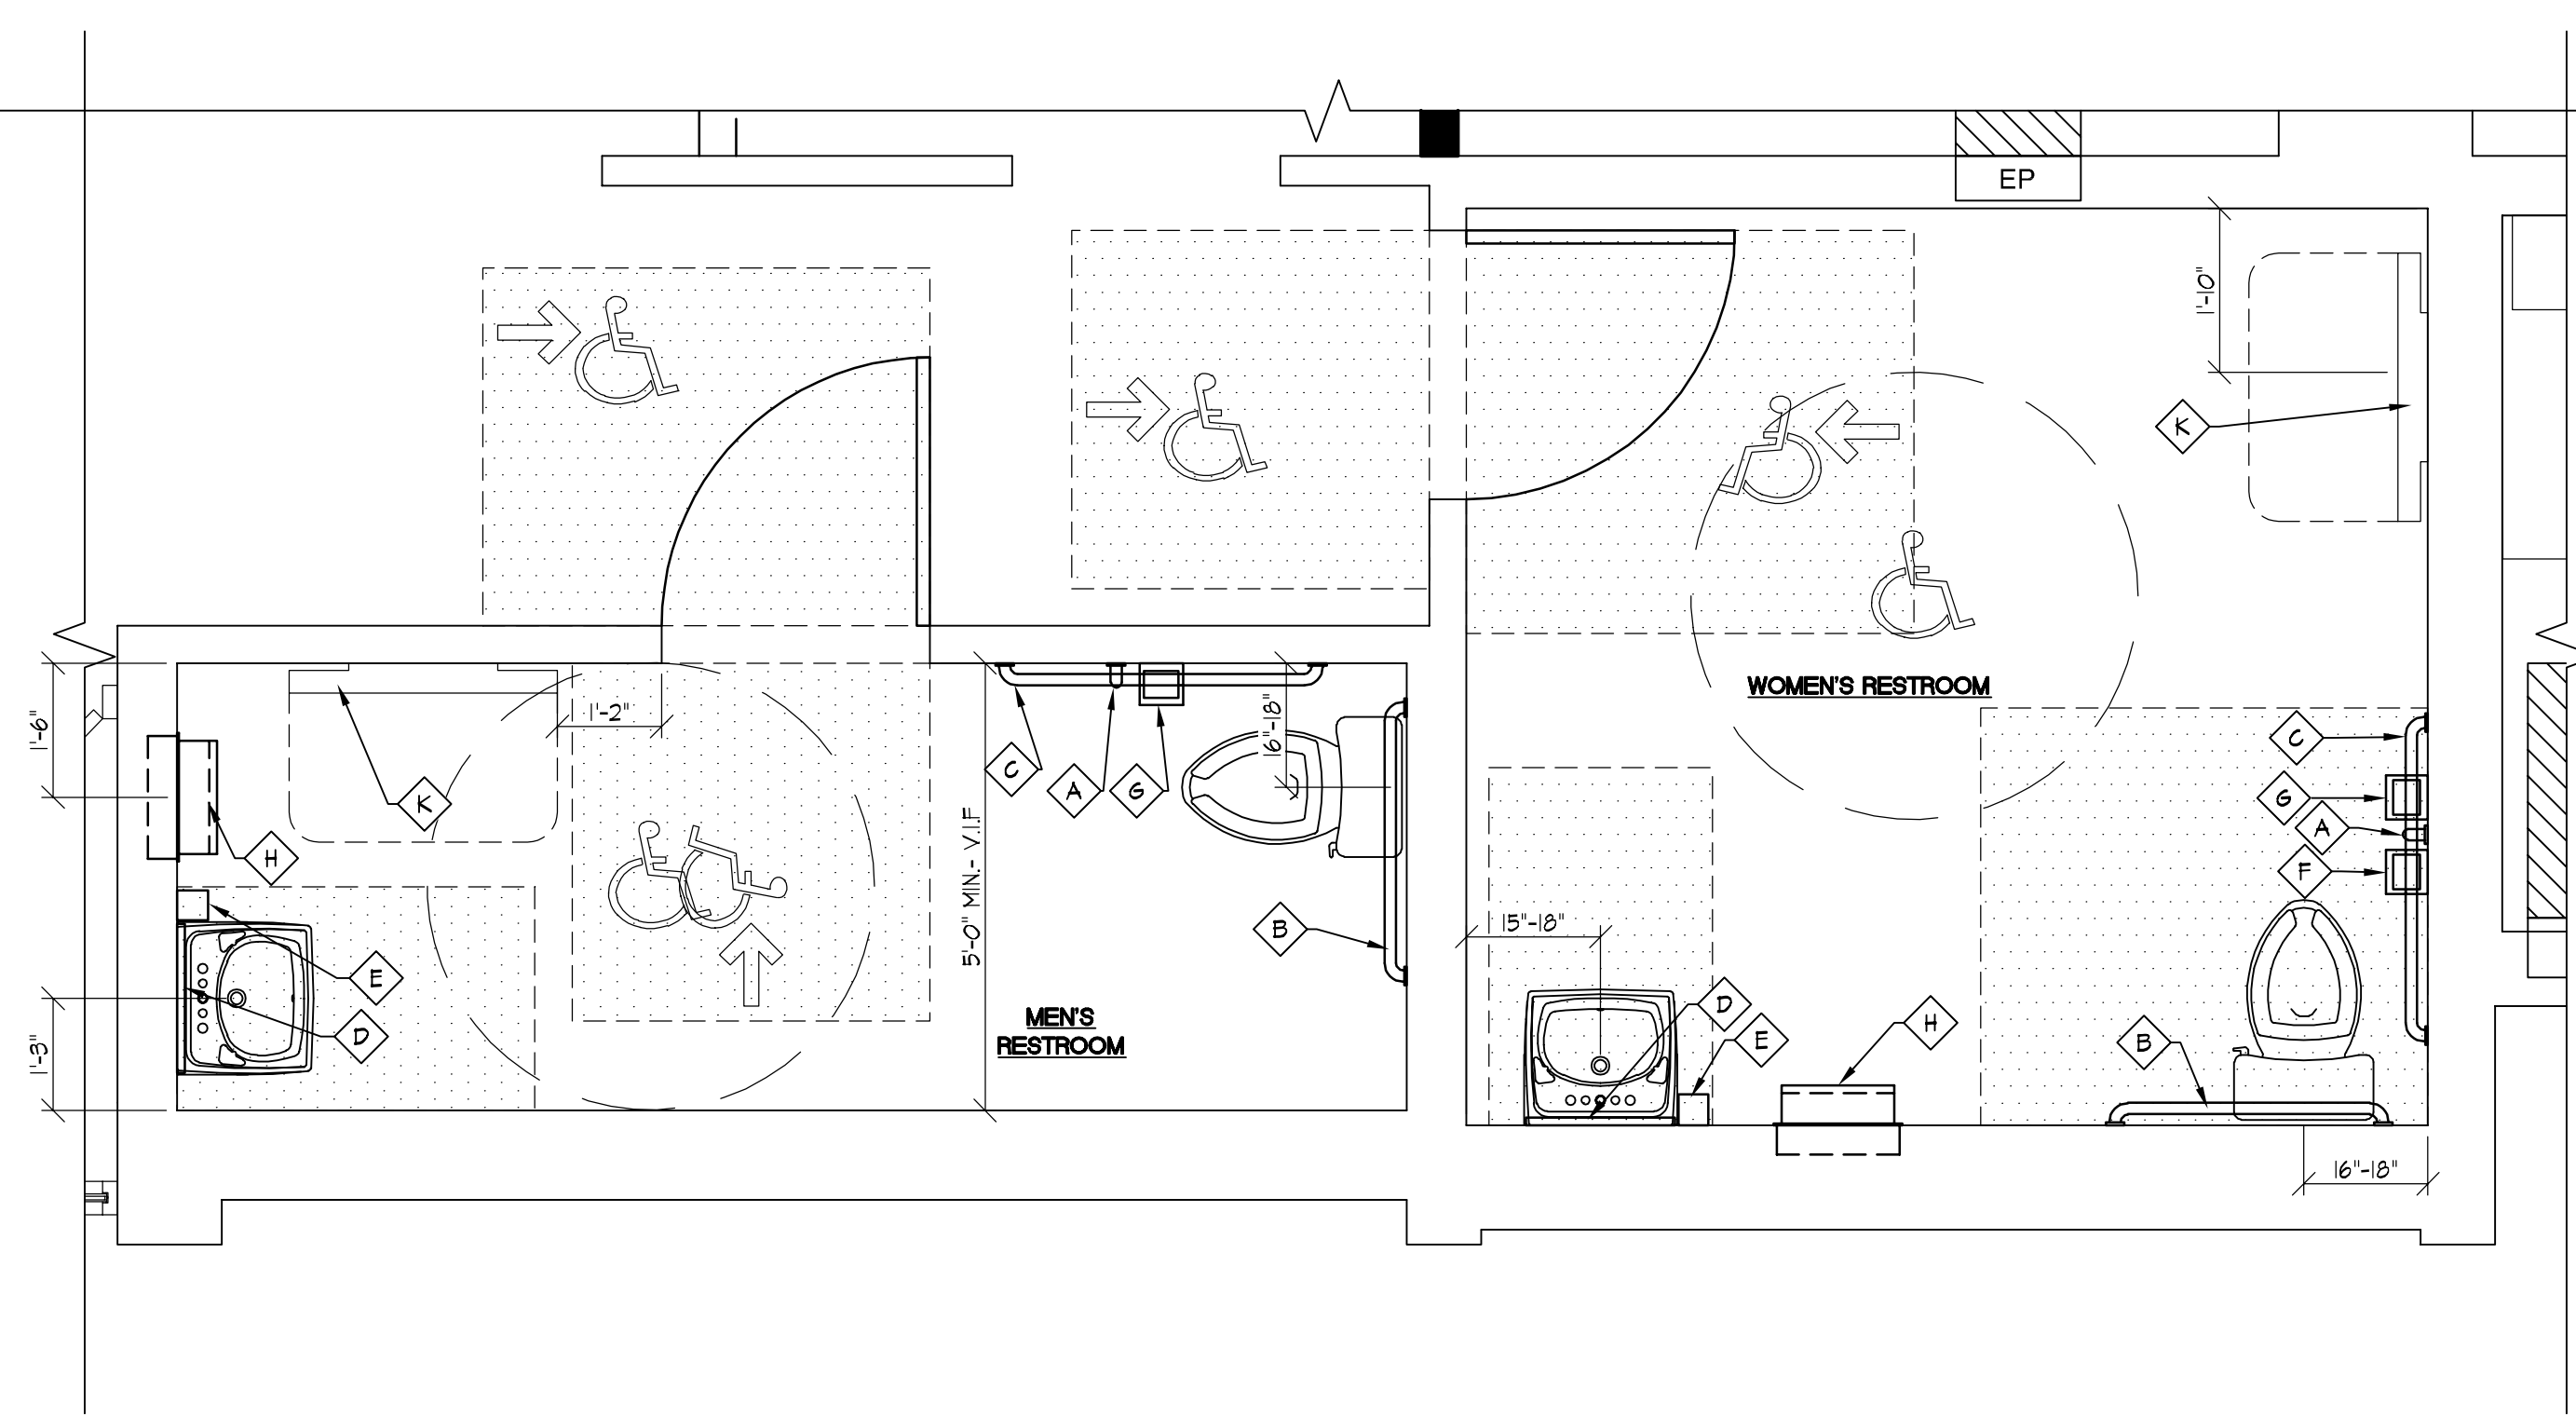 EP
1'-10"
K
1'-6"
1'-2"
16"-18"
WOMEN'S RESTROOM
C
C
A
G
G
A
K
F
H
5'-0" MIN.- V.I.F
B
15"-18"
E
D
D
E
H
B
1'-3"
MEN'S
RESTROOM
16"-18"